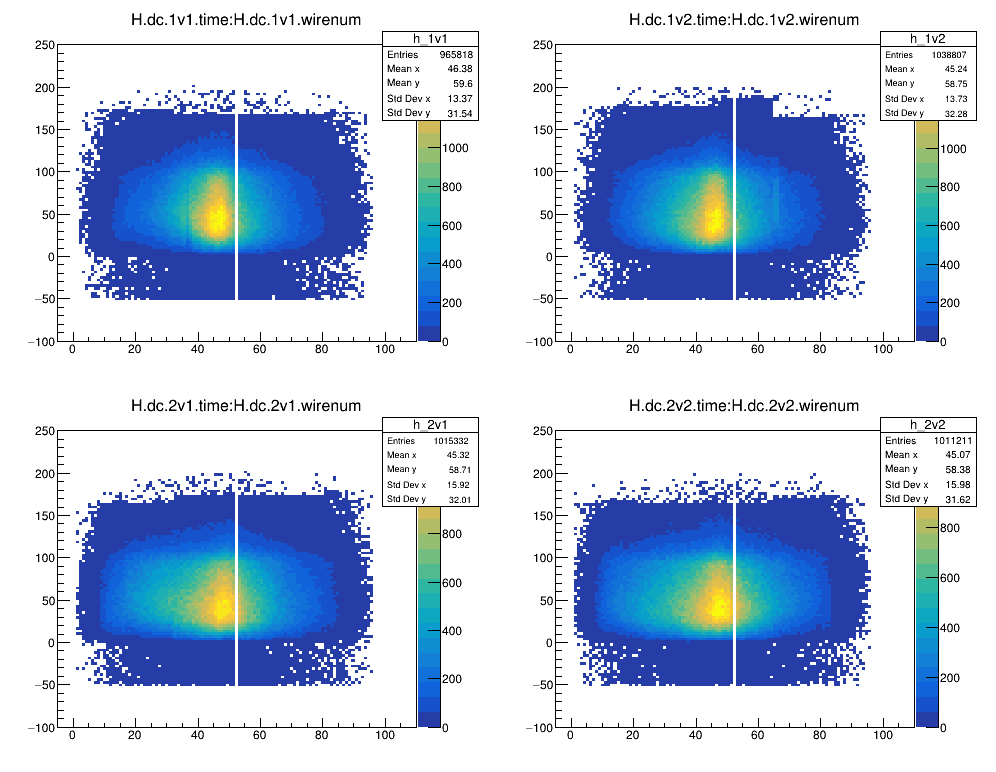 H.dc.1v1.time:H.dc.1v1.wirenum
h_1v1
Entries 965818
Mean x 46.38
Mean y 59.6
Std Dev x 13.37
Std Dev y 31.54
250
200
150
100
50
0
−50
−100
0 20 40 60 80 100
1000
800
600
400
200
0
H.dc.1v2.time:H.dc.1v2.wirenum
h_1v2
Entries 1038807
Mean x 45.24
Mean y 58.75
Std Dev x 13.73
Std Dev y 32.28
250
200
150
100
50
0
−50
−100
0 20 40 60 80 100
1000
800
600
400
200
0
H.dc.2v1.time:H.dc.2v1.wirenum
h_2v1
Entries 1015332
Mean x 45.32
Mean y 58.71
Std Dev x 15.92
Std Dev y 32.01
250
200
150
100
50
0
−50
−100
0 20 40 60 80 100
800
600
400
200
0
H.dc.2v2.time:H.dc.2v2.wirenum
h_2v2
Entries 1011211
Mean x 45.07
Mean y 58.38
Std Dev x 15.98
Std Dev y 31.62
250
200
150
100
50
0
−50
−100
0 20 40 60 80 100
800
600
400
200
0